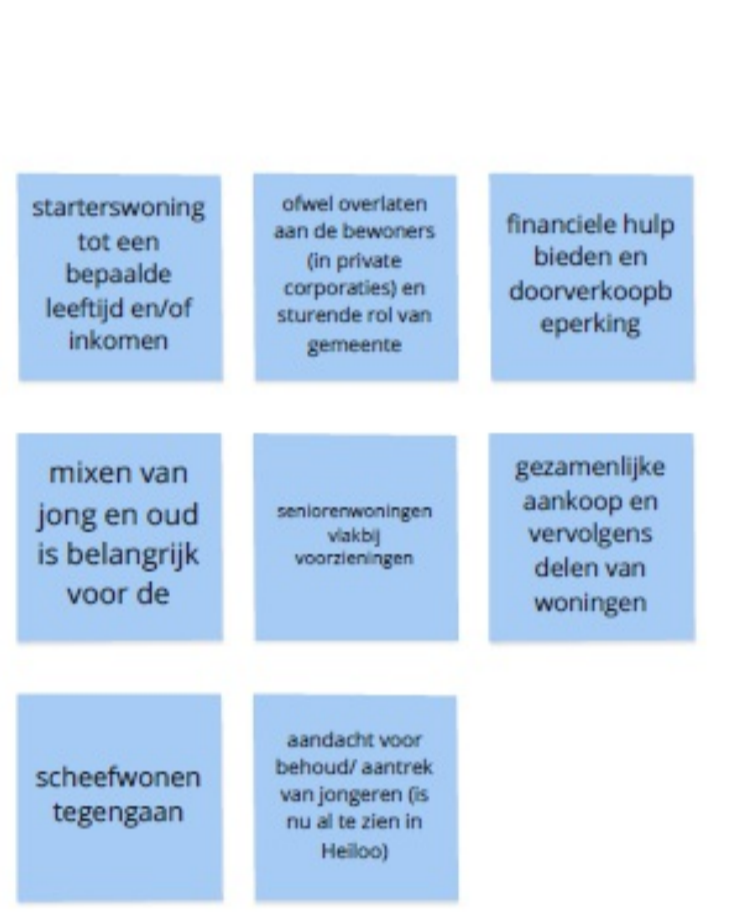 starterswoning
tot een
bepaalde
leeftijd en/of
inkomen
ofwel overlaten
aan de bewoners
(in private
corporaties) en
sturende rol van
gemeente
financiele hulp
bieden en
doorverkoopb
eperking
mixen van
jong en oud
is belangrijk
voor de
seniorenwoningen
vlakbij
voorzieningen
gezamenlijke
aankoop en
vervolgens
delen van
woningen
scheefwonen
tegengaan
aandacht voor
behoud/ aantrek
van jongeren (is
nu al te zien in
Heiloo)